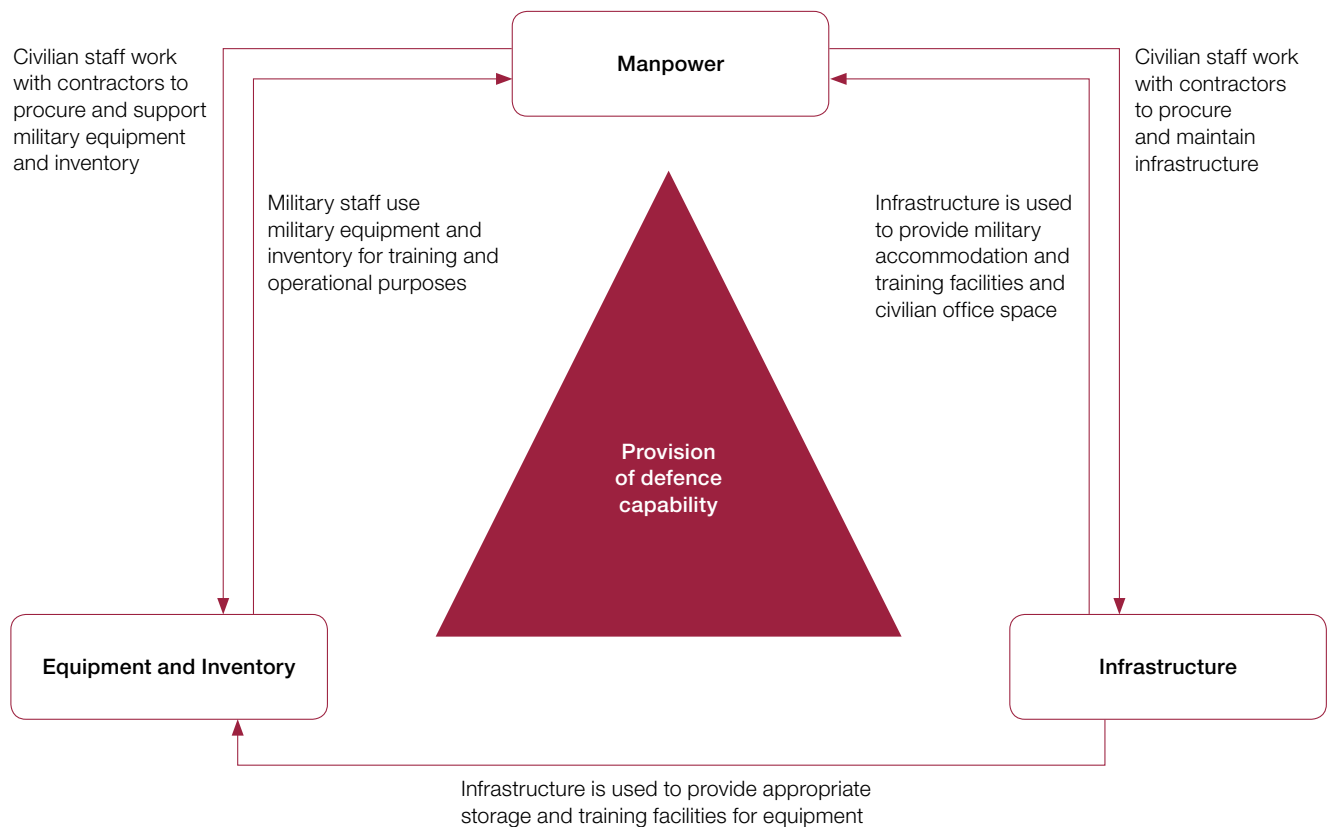 Civilian staff work
with contractors to
procure and support
military equipment
and inventory
Manpower
Civilian staff work
with contractors
to procure
and maintain
infrastructure
Military staff use
military equipment and
inventory for training and
operational purposes
Infrastructure is used
to provide military
accommodation and
training facilities and
civilian office space
Provision
of defence
capability
Equipment and Inventory
Infrastructure
Infrastructure is used to provide appropriate
storage and training facilities for equipment